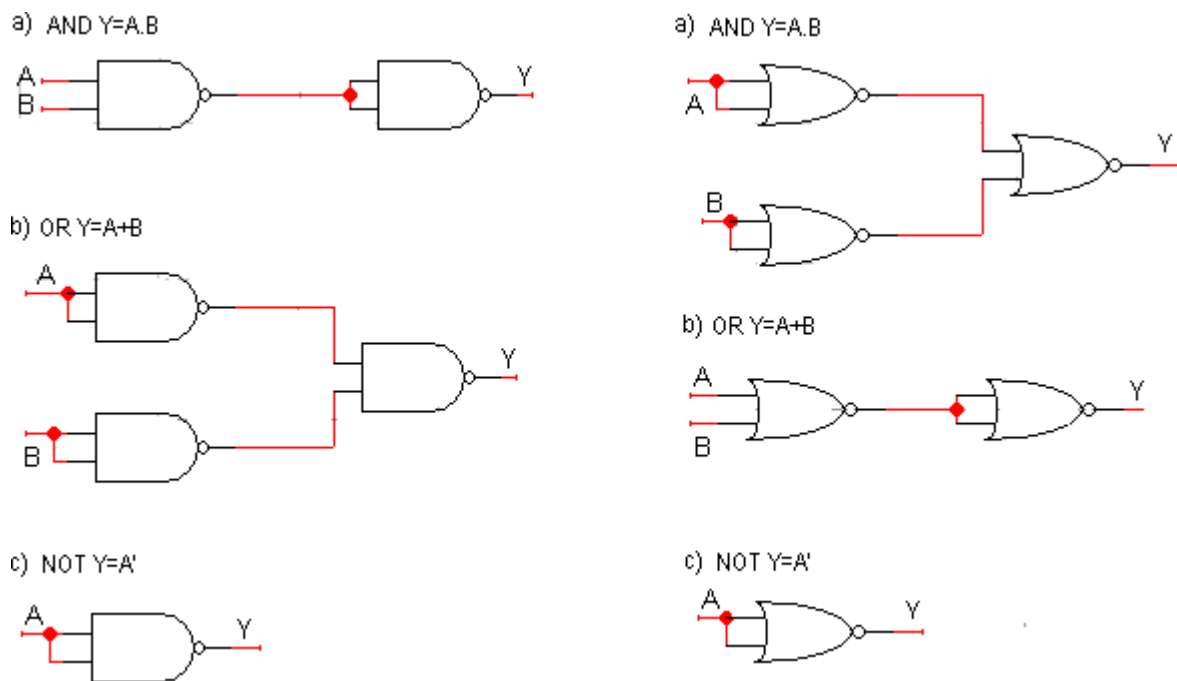 a) AND Y=A.B
A
B
Y
b) OR Y=A+B
A
B
Y
c) NOT Y=A'
A
Y
a) AND Y=A.B
A
B
Y
b) OR Y=A+B
A
B
Y
c) NOT Y=A'
A
Y